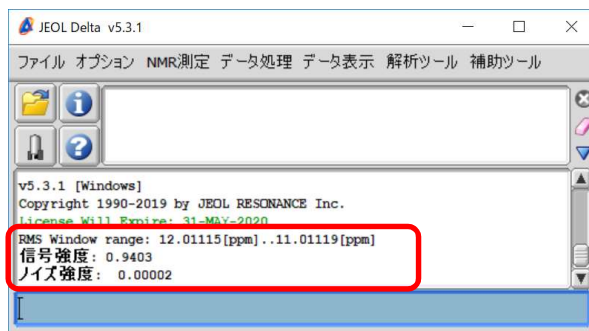 JEOL Delta v5.3.1
ファイル オプション NMR測定 データ処理 データ表示 解析ツール 補助ツール
v5.3.1 [Windows]
Copyright 1990-2019 by JEOL RESONANCE Inc.
License Will Expire: 31-MAY-2020
RMS Window range: 12.01115[ppm]..11.01119[ppm]
信号強度: 0.9403
ノイズ強度: 0.00002